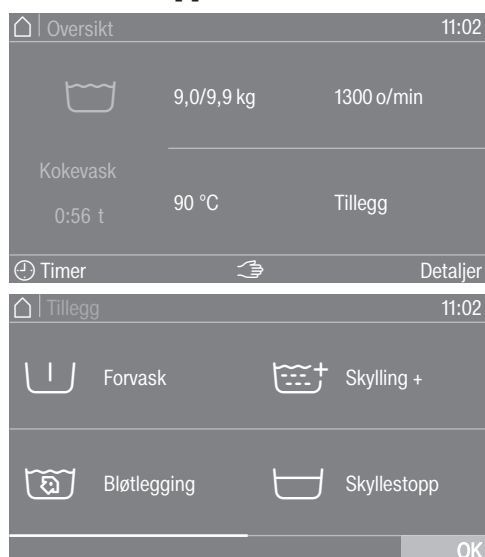 Oversikt 11:02
9,0/9,9 kg 1300 o/min
Kokevask
0:56 t
90 °C Tillegg
Timer Detaljer
Tillegg 11:02
Forvask Skylling +
Bløtlegging Skyllestopp
OK